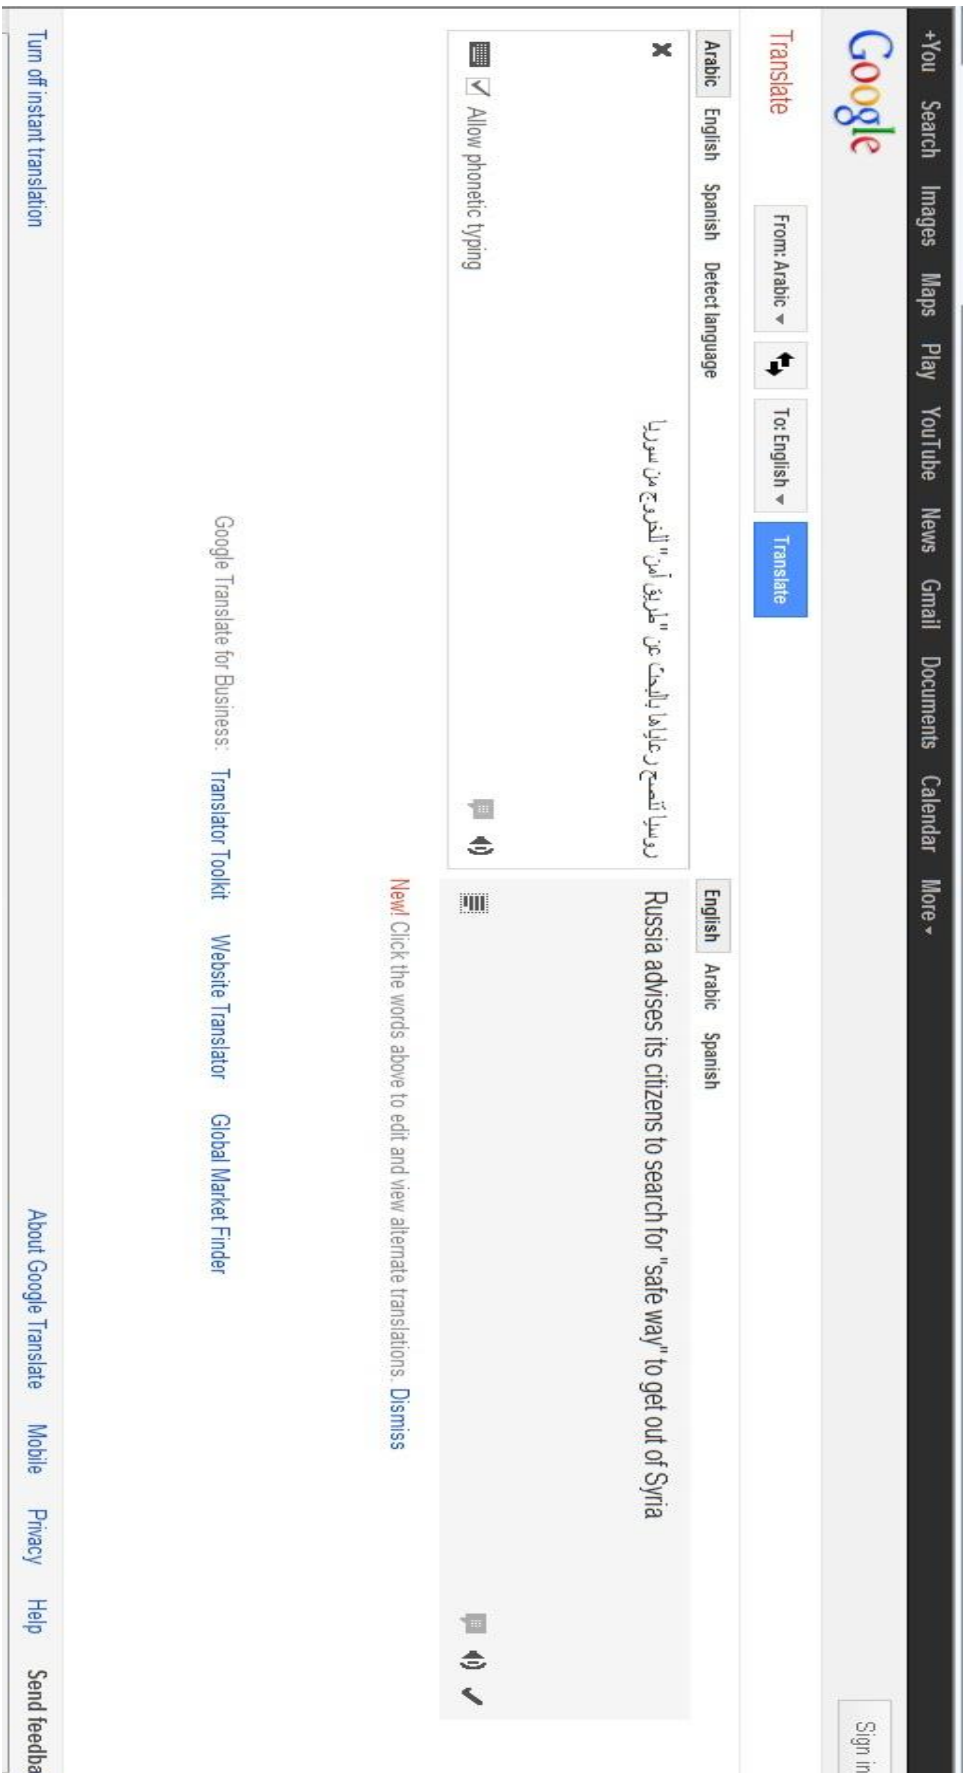 +You Search Images Maps Play YouTube News Gmail Documents Calendar More
Google
Sign in
Translate
From: Arabic
To: English
Translate
Arabic English Spanish Detect language
English Arabic Spanish
روسيا تنصح رعاياها بالبحث عن "طريق آمن" للخروج من سوريا
Russia advises its citizens to search for "safe way" to get out of Syria
Allow phonetic typing
New! Click the words above to edit and view alternate translations. Dismiss
Google Translate for Business: Translator Toolkit Website Translator Global Market Finder
Turn off instant translation
About Google Translate Mobile Privacy Help Send feedba